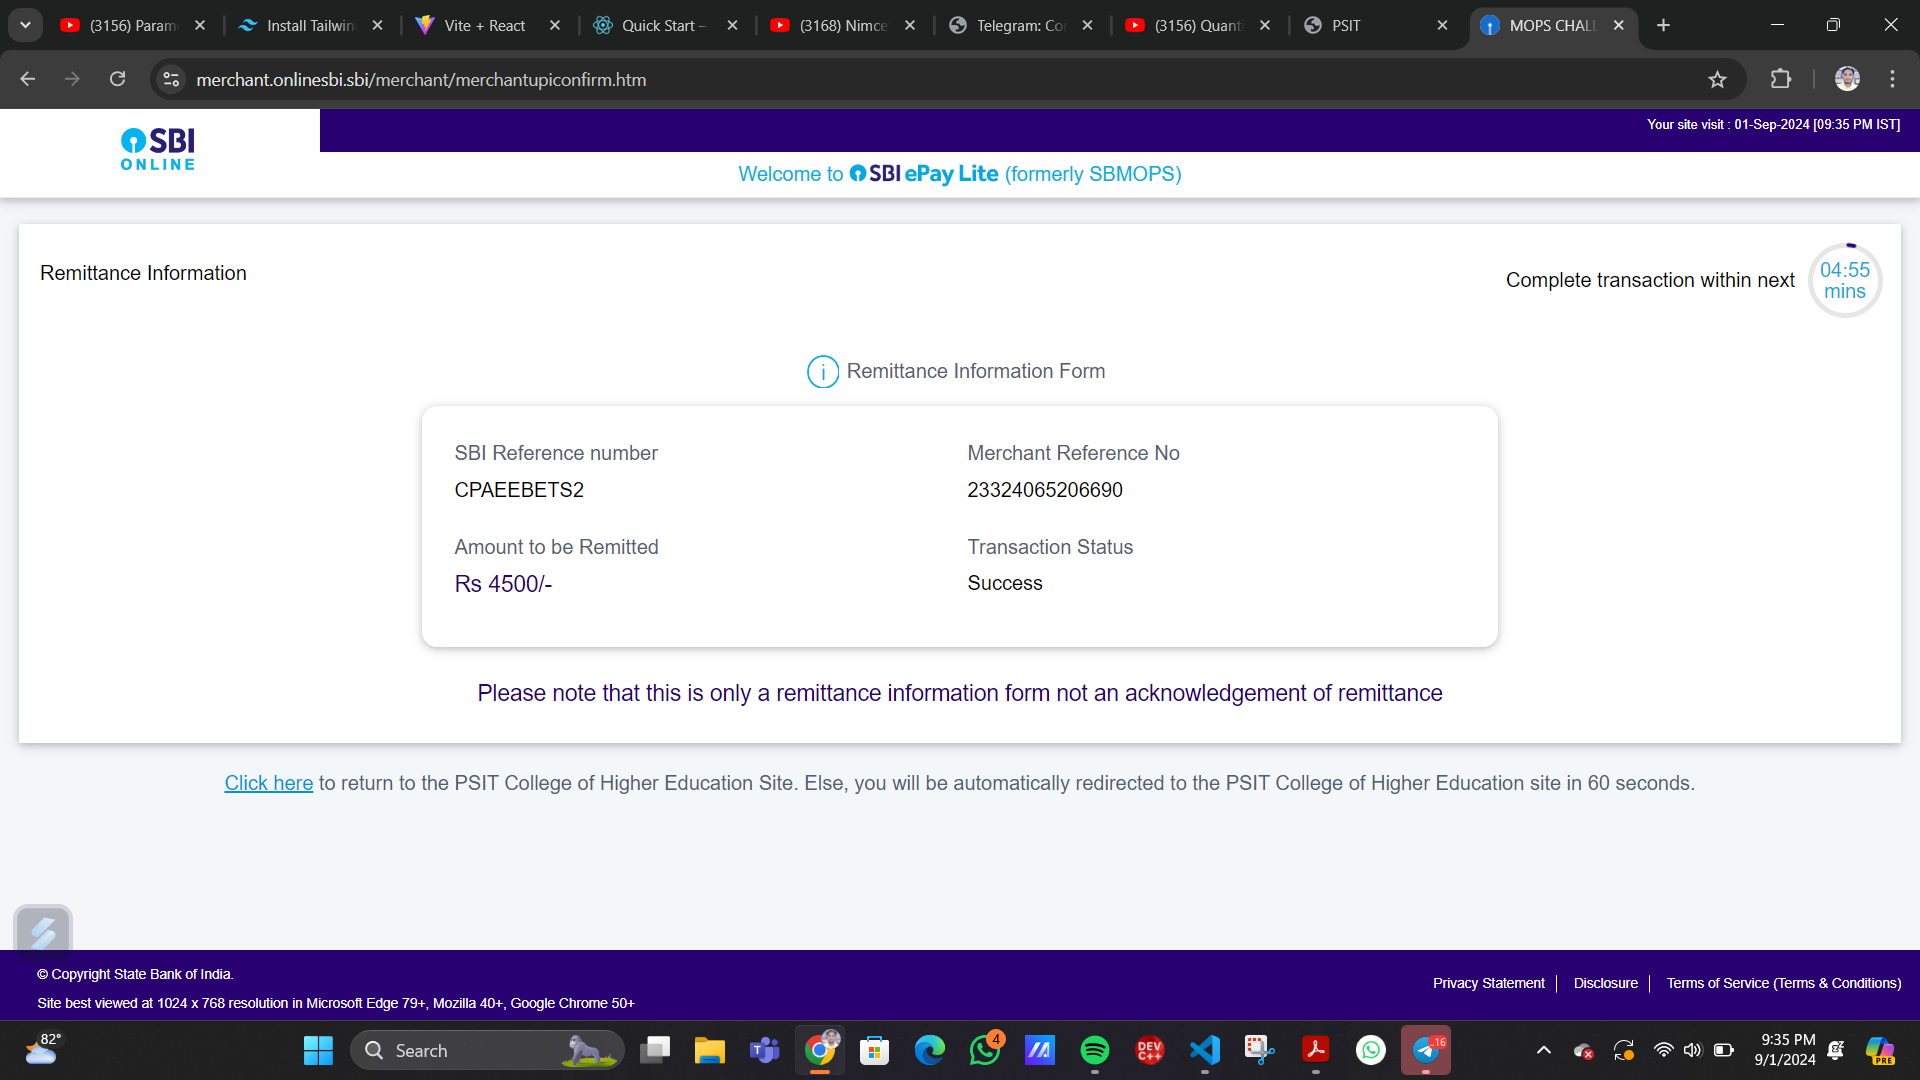 (3156) Param
Install Tailwin
Vite + React
Quick Start –
(3168) Nimce
Telegram: Co
(3156) Quant
PSIT
MOPS CHALL
merchant.onlinesbi.sbi/merchant/merchantupiconfirm.htm
SBI
ONLINE
Your site visit : 01-Sep-2024 [09:35 PM IST]
Welcome to SBI ePay Lite (formerly SBMOPS)
Remittance Information
Complete transaction within next
04:55
mins
Remittance Information Form
SBI Reference number
CPAEEBETS2
Merchant Reference No
23324065206690
Amount to be Remitted
Rs 4500/-
Transaction Status
Success
Please note that this is only a remittance information form not an acknowledgement of remittance
Click here to return to the PSIT College of Higher Education Site. Else, you will be automatically redirected to the PSIT College of Higher Education site in 60 seconds.
© Copyright State Bank of India.
Site best viewed at 1024 x 768 resolution in Microsoft Edge 79+, Mozilla 40+, Google Chrome 50+
Privacy Statement
Disclosure
Terms of Service (Terms & Conditions)
82°
Search
4
DEV
C++
16
9:35 PM
9/1/2024
PRE